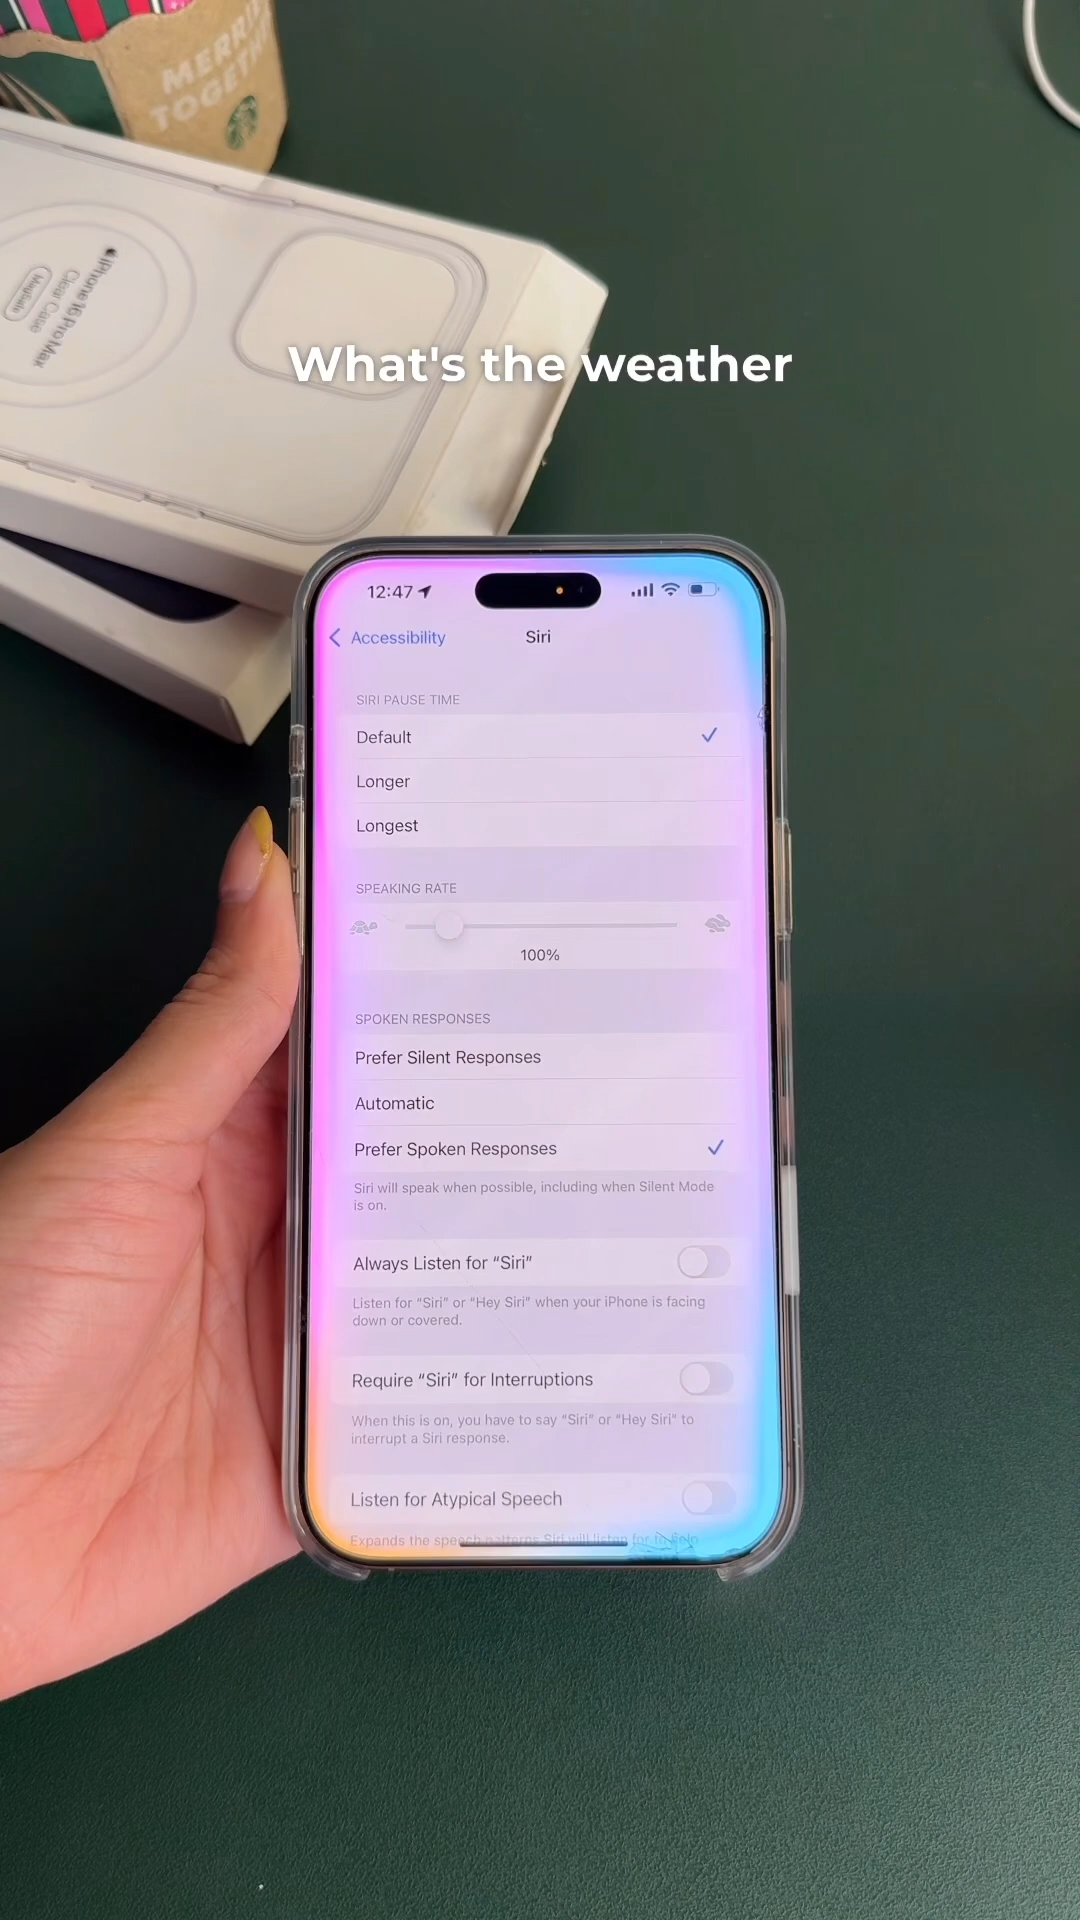 MERRIE
TOGETH
iPhone 16 Pro Max
Clear Case
MagSafe
What's the weather
12:47
Accessibility
Siri
SIRI PAUSE TIME
Default
Longer
Longest
SPEAKING RATE
100%
SPOKEN RESPONSES
Prefer Silent Responses
Automatic
Prefer Spoken Responses
Siri will speak when possible, including when Silent Mode
is on.
Always Listen for “Siri”
Listen for “Siri” or “Hey Siri” when your iPhone is facing
down or covered.
Require “Siri” for Interruptions
When this is on, you have to say “Siri” or “Hey Siri” to
interrupt a Siri response.
Listen for Atypical Speech
Expands the speech patterns Siri will listen for to help